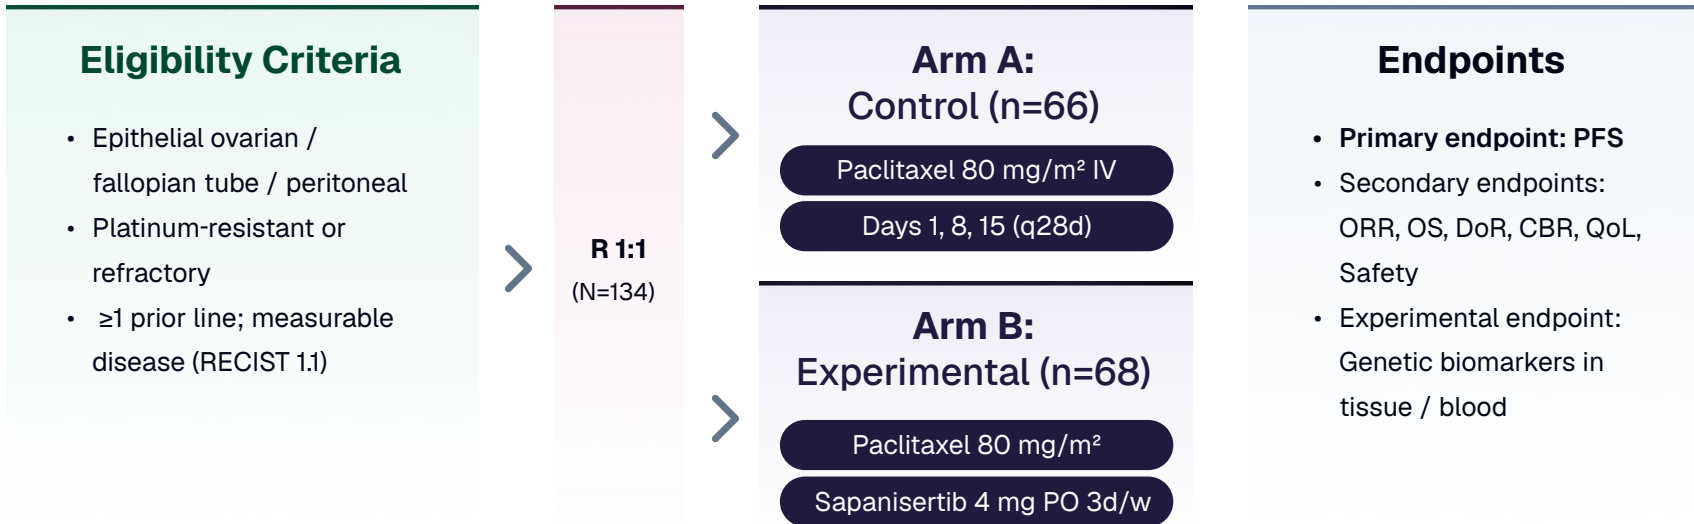 Eligibility Criteria
• Epithelial ovarian /
fallopian tube / peritoneal
• Platinum-resistant or
refractory
• ≥1 prior line; measurable
disease (RECIST 1.1)
R 1:1
(N=134)
Arm A:
Control (n=66)
Paclitaxel 80 mg/m² IV
Days 1, 8, 15 (q28d)
Arm B:
Experimental (n=68)
Paclitaxel 80 mg/m²
Sapanisertib 4 mg PO 3d/w
Endpoints
• Primary endpoint: PFS
• Secondary endpoints:
ORR, OS, DoR, CBR, QoL,
Safety
• Experimental endpoint:
Genetic biomarkers in
tissue / blood